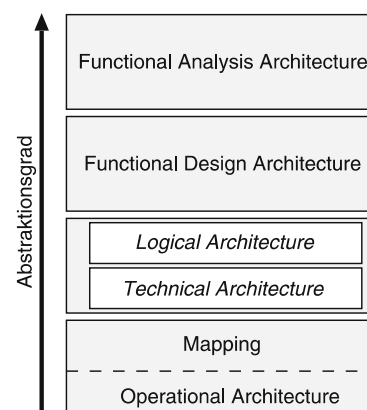 Functional Analysis Architecture
Functional Design Architecture
Logical Architecture
Technical Architecture
Mapping
Operational Architecture
Abstraktionsgrad